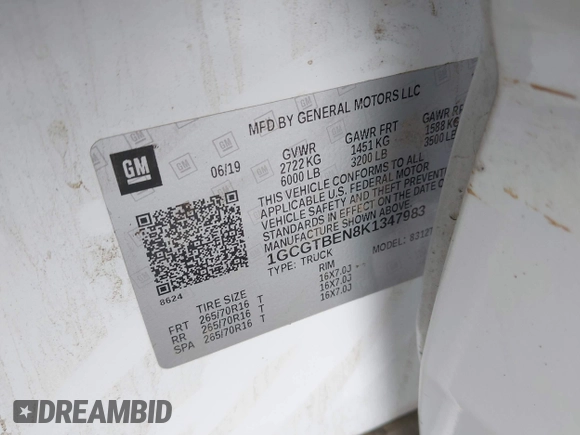 MFD BY GENERAL MOTORS LLC
GM
06/19
GVWR GAWR FRT GAWR RR
2722 KG 1451 KG 1588 KG
6000 LB 3200 LB 3500 LB
THIS VEHICLE CONFORMS TO ALL
APPLICABLE U.S. FEDERAL MOTOR
VEHICLE SAFETY AND THEFT PREVENTION
STANDARDS IN EFFECT ON THE DATE OF
MANUFACTURE SHOWN ABOVE.
1GCGTBEN8K1347983
TYPE: TRUCK MODEL:
8624
TIRE SIZE RIM
FRT 265/70R16 T 16X7.0J
RR 265/70R16 T 16X7.0J
SPA 265/70R16 T 16X7.0J
DREAMBID